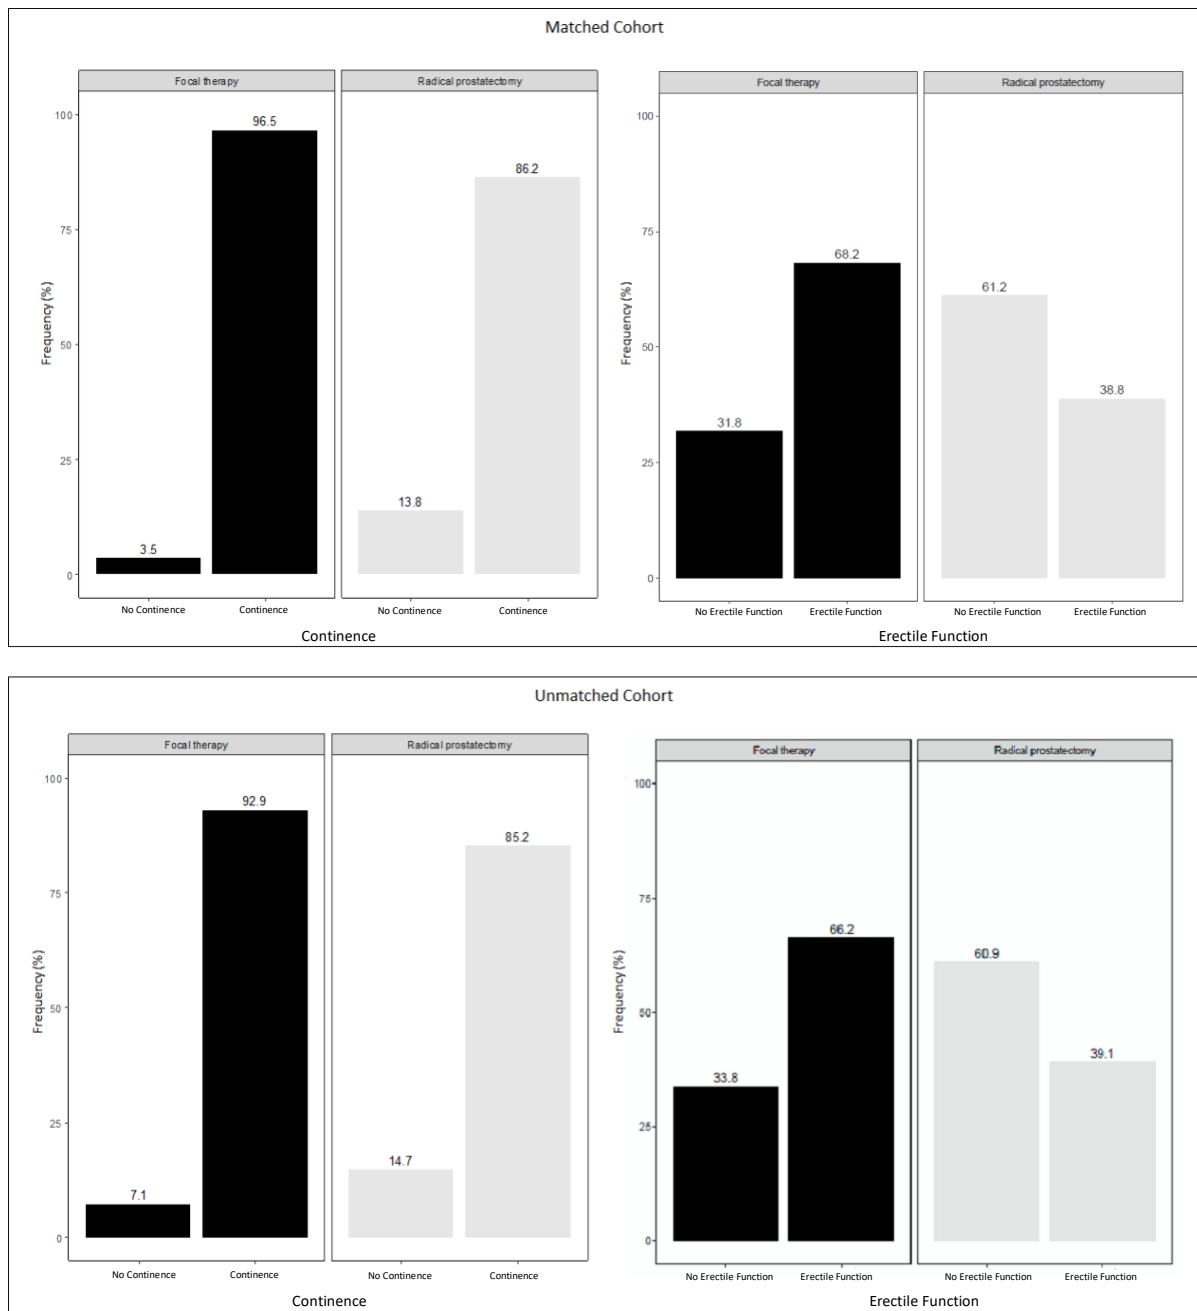 Matched Cohort
Focal therapy
Radical prostatectomy
Frequency (%)
100
75
50
25
0
3.5
96.5
13.8
86.2
No Continence
Continence
No Continence
Continence
Continence
Focal therapy
Radical prostatectomy
Frequency (%)
100
75
50
25
0
31.8
68.2
61.2
38.8
No Erectile Function
Erectile Function
No Erectile Function
Erectile Function
Erectile Function
Unmatched Cohort
Focal therapy
Radical prostatectomy
Frequency (%)
100
75
50
25
0
7.1
92.9
14.7
85.2
No Continence
Continence
No Continence
Continence
Continence
Focal therapy
Radical prostatectomy
Frequency (%)
100
75
50
25
0
33.8
66.2
60.9
39.1
No Erectile Function
Erectile Function
No Erectile Function
Erectile Function
Erectile Function